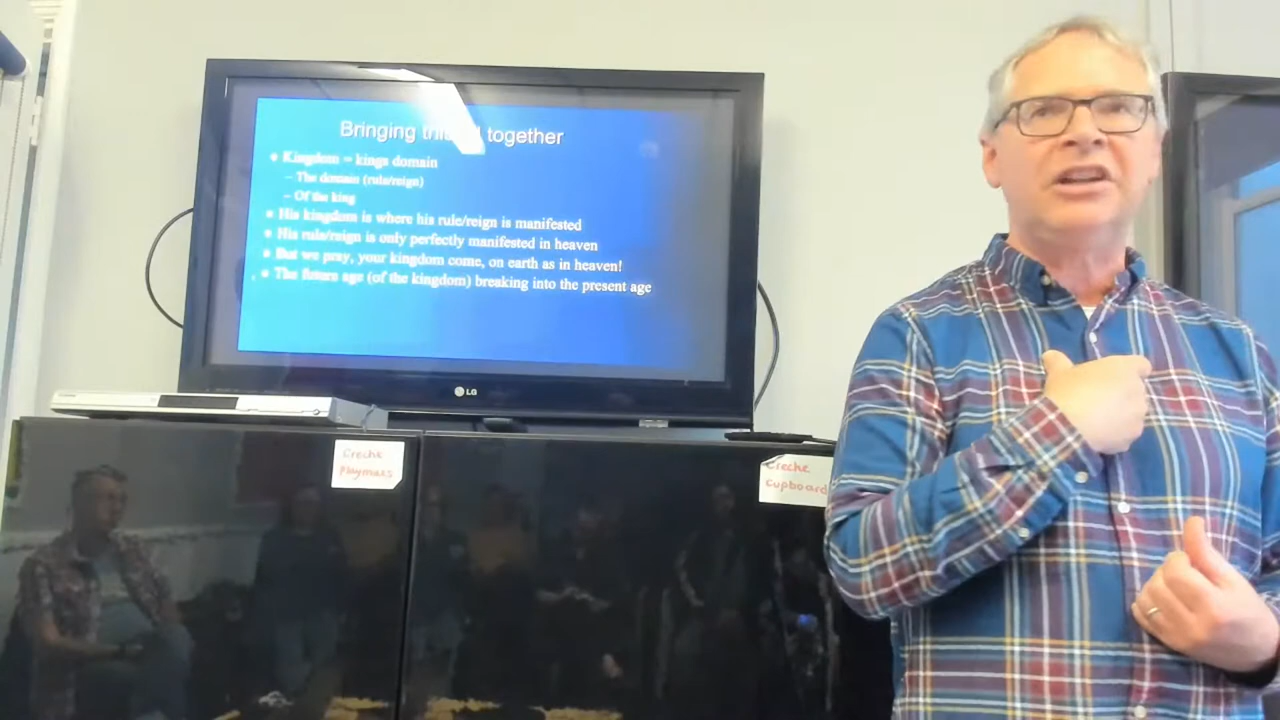 Bringing together
• Kingdom = kings domain
– The domain (rule/reign)
– Of the king
• His kingdom is where his rule/reign is manifested
• His rule/reign is only perfectly manifested in heaven
• But we pray, your kingdom come, on earth as in heaven!
• The future age (of the kingdom) breaking into the present age
LG
Creche
Playmats
Creche
Cupboard